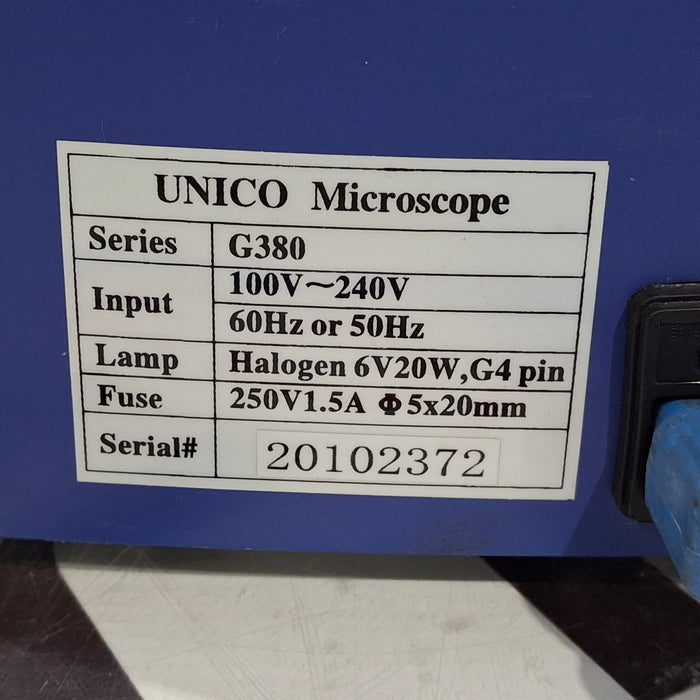 UNICO Microscope
Series G380
Input 100V~240V
60Hz or 50Hz
Lamp Halogen 6V20W,G4 pin
Fuse 250V1.5A Φ5x20mm
Serial# 20102372